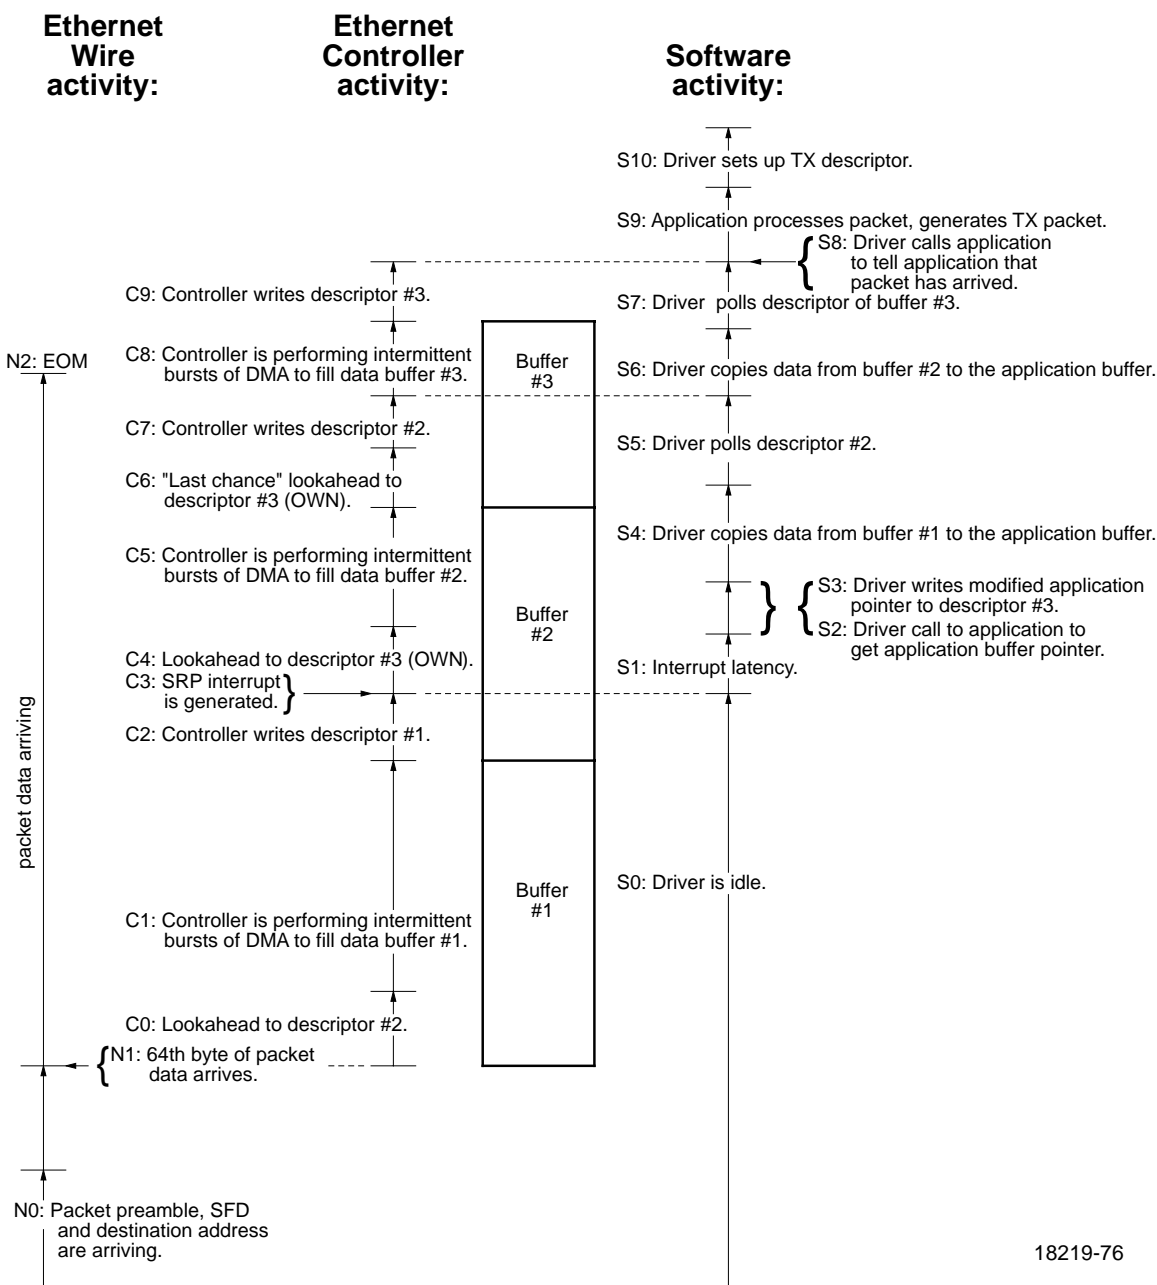 Ethernet
Wire
activity:
Ethernet
Controller
activity:
Software
activity:
S10: Driver sets up TX descriptor.
S9: Application processes packet, generates TX packet.
S8: Driver calls application
to tell application that
packet has arrived.
S7: Driver polls descriptor of buffer #3.
S6: Driver copies data from buffer #2 to the application buffer.
S5: Driver polls descriptor #2.
S4: Driver copies data from buffer #1 to the application buffer.
S3: Driver writes modified application
pointer to descriptor #3.
S2: Driver call to application to
get application buffer pointer.
S1: Interrupt latency.
S0: Driver is idle.
C9: Controller writes descriptor #3.
C8: Controller is performing intermittent
bursts of DMA to fill data buffer #3.
C7: Controller writes descriptor #2.
C6: "Last chance" lookahead to
descriptor #3 (OWN).
C5: Controller is performing intermittent
bursts of DMA to fill data buffer #2.
C4: Lookahead to descriptor #3 (OWN).
C3: SRP interrupt
is generated.
C2: Controller writes descriptor #1.
C1: Controller is performing intermittent
bursts of DMA to fill data buffer #1.
C0: Lookahead to descriptor #2.
Buffer
#3
Buffer
#2
Buffer
#1
N2: EOM
packet data arriving
N1: 64th byte of packet
data arrives.
N0: Packet preamble, SFD
and destination address
are arriving.
18219-76